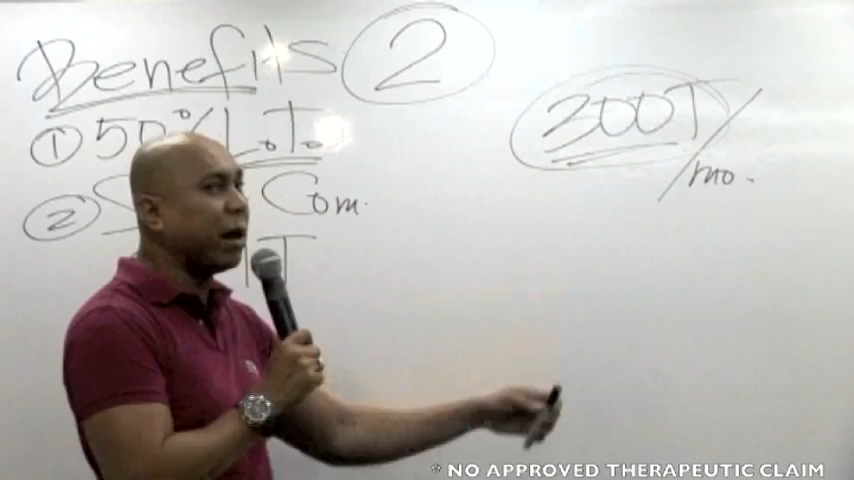 Benefits 2
① 50% L.T.
② Com.
300T/mo.
* NO APPROVED THERAPEUTIC CLAIM